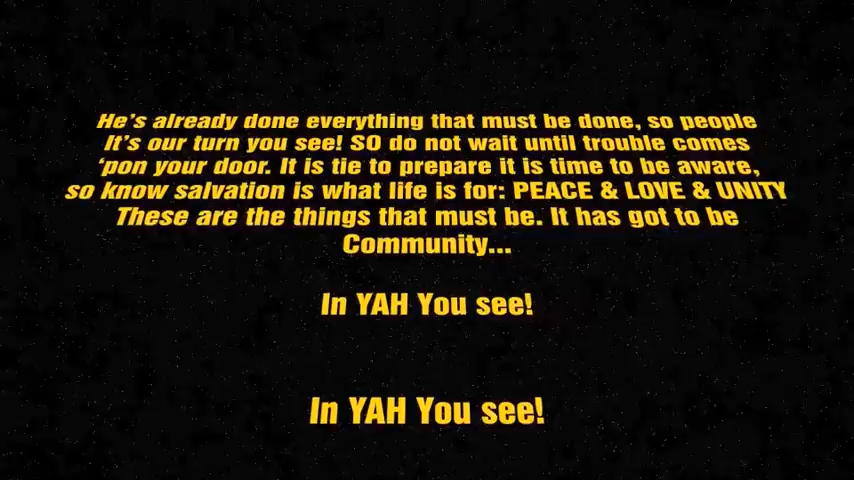 He's already done everything that must be done, so people
It's our turn you see! SO do not wait until trouble comes
'pon your door. It is tie to prepare it is time to be aware,
so know salvation is what life is for: PEACE & LOVE & UNITY
These are the things that must be. It has got to be
Community...
In YAH You see!
In YAH You see!